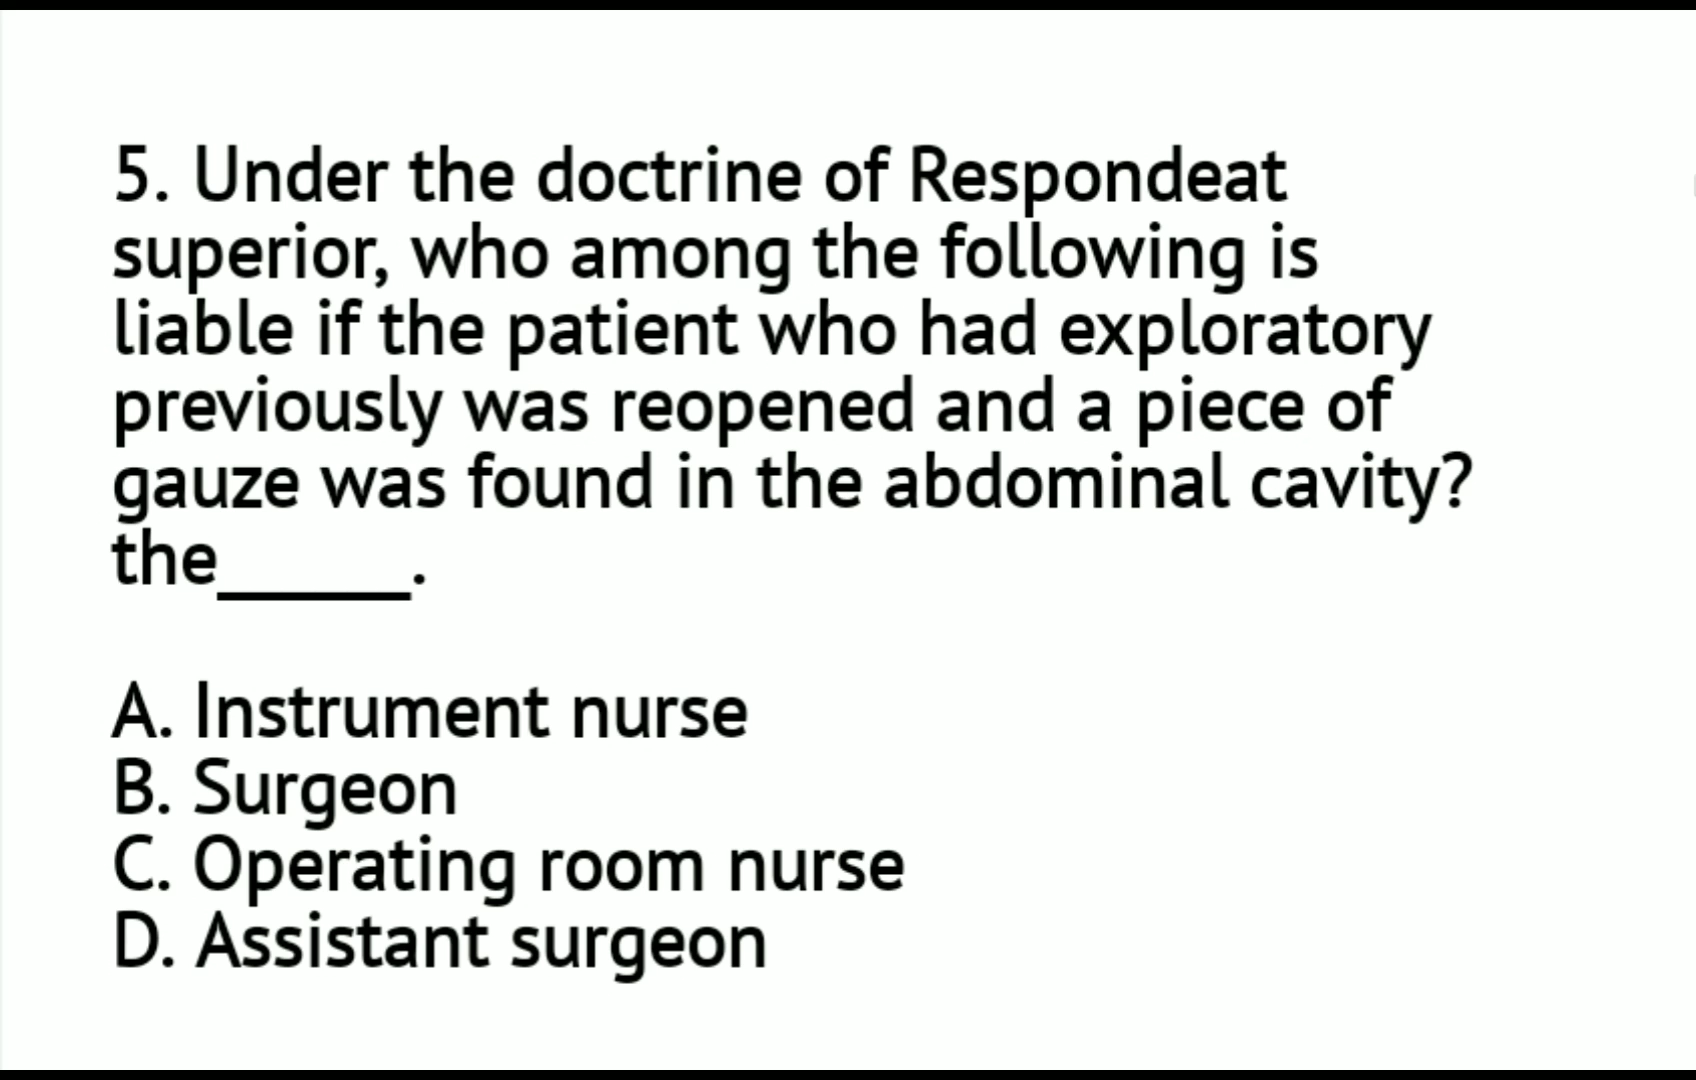 5. Under the doctrine of Respondeat
superior, who among the following is
liable if the patient who had exploratory
previously was reopened and a piece of
gauze was found in the abdominal cavity?
the______.
A. Instrument nurse
B. Surgeon
C. Operating room nurse
D. Assistant surgeon